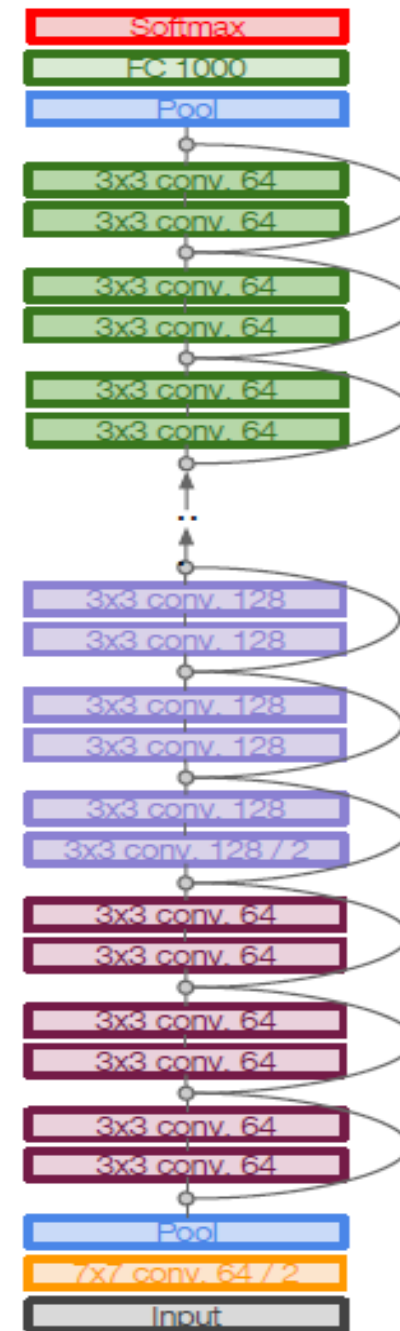 Softmax
FC 1000
Pool
3x3 conv, 64
3x3 conv, 64
3x3 conv, 64
3x3 conv, 64
3x3 conv, 64
3x3 conv, 64
..
.
3x3 conv, 128
3x3 conv, 128
3x3 conv, 128
3x3 conv, 128
3x3 conv, 128
3x3 conv, 128 / 2
3x3 conv, 64
3x3 conv, 64
3x3 conv, 64
3x3 conv, 64
3x3 conv, 64
3x3 conv, 64
Pool
7x7 conv, 64 / 2
Input